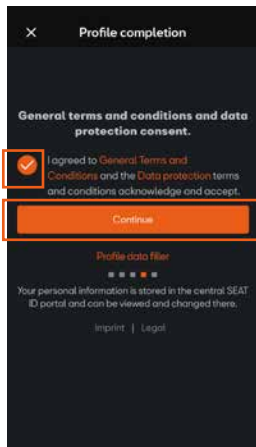 Profile completion
General terms and conditions and data
protection consent.
I agreed to General Terms and
Conditions and the Data protection terms
and conditions acknowledge and accept.
Continue
Profile data filler
Your personal information is stored in the central SEAT
ID portal and can be viewed and changed there.
Imprint | Legal